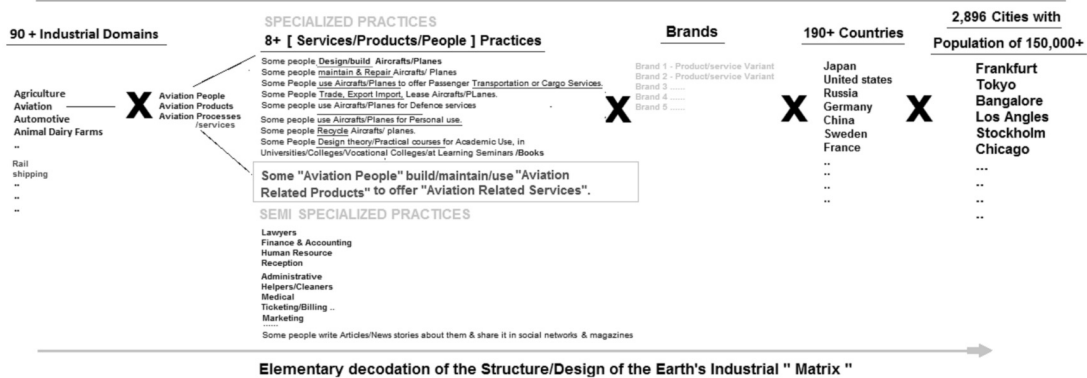 90 + Industrial Domains
Agriculture
Aviation
Automotive
Animal Dairy Farms
..
Rail
shipping
..
..
..
X
Aviation People
Aviation Products
Aviation Processes
/services
SPECIALIZED PRACTICES
8+ [ Services/Products/People ] Practices
Some people Design/build Aircrafts/Planes
Some people maintain & Repair Aircrafts/ Planes
Some people use Aircrafts/Planes to offer Passenger Transportation or Cargo Services.
Some people Trade, Export Import, Lease Aircrafts/PLanes.
Some people use Aircrafts/Planes for Defence services
Some people use Aircrafts/Planes for Personal use.
Some people Recycle Aircrafts/ planes.
Some People Design theory/Practical courses for Academic Use, in
Universities/Colleges/Vocational Colleges/at Learning Seminars /Books
Some "Aviation People" build/maintain/use "Aviation
Related Products" to offer "Aviation Related Services".
SEMI SPECIALIZED PRACTICES
Lawyers
Finance & Accounting
Human Resource
Reception
Administrative
Helpers/Cleaners
Medical
Ticketing/Billing ..
Marketing
......
Some people write Articles/News stories about them & share it in social networks & magazines
X
Brands
Brand 1 - Product/service Variant
Brand 2 - Product/service Variant
Brand 3 ......
Brand 4 ......
Brand 5 ......
X
190+ Countries
Japan
United states
Russia
Germany
China
Sweden
France
..
..
..
..
X
2,896 Cities with
Population of 150,000+
Frankfurt
Tokyo
Bangalore
Los Angles
Stockholm
Chicago
...
..
..
..
Elementary decodation of the Structure/Design of the Earth's Industrial " Matrix "